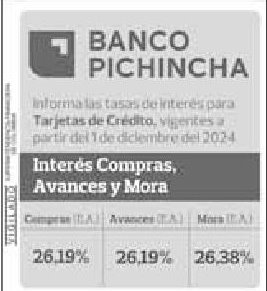 BANCO
PICHINCHA
Informa las tasas de interés para
Tarjetas de Crédito, vigentes a
partir del 1 de diciembre del 2024
Interés Compras,
Avances y Mora
Compras (E.A.) Avances (E.A.) Mora (E.A.)
26,19% 26,19% 26,38%
VIGILADO